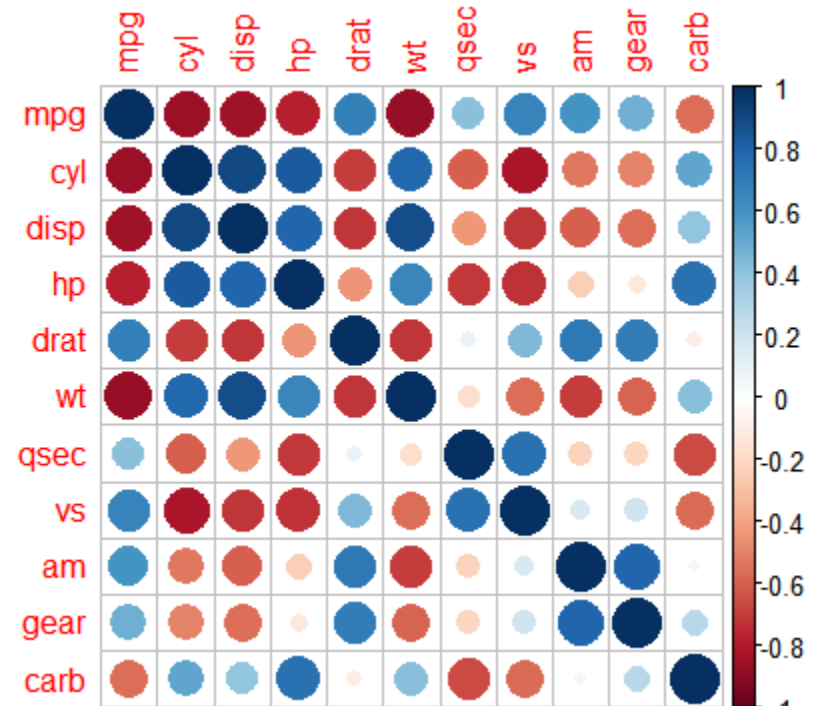 mpg cyl disp hp drat wt qsec vs am gear carb
mpg
cyl
disp
hp
drat
wt
qsec
vs
am
gear
carb
1
0.8
0.6
0.4
0.2
0
-0.2
-0.4
-0.6
-0.8
-1